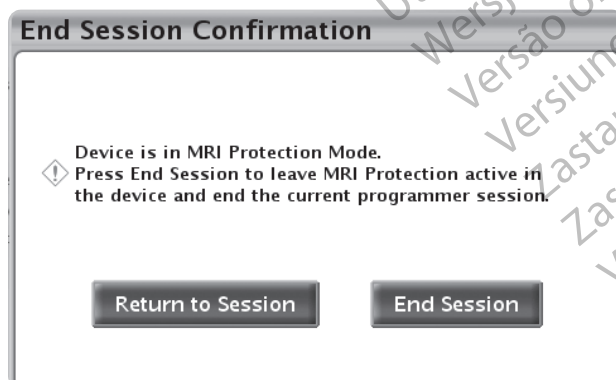 End Session Confirmation
Device is in MRI Protection Mode.
Press End Session to leave MRI Protection active in
the device and end the current programmer session.
Return to Session
End Session
Versão